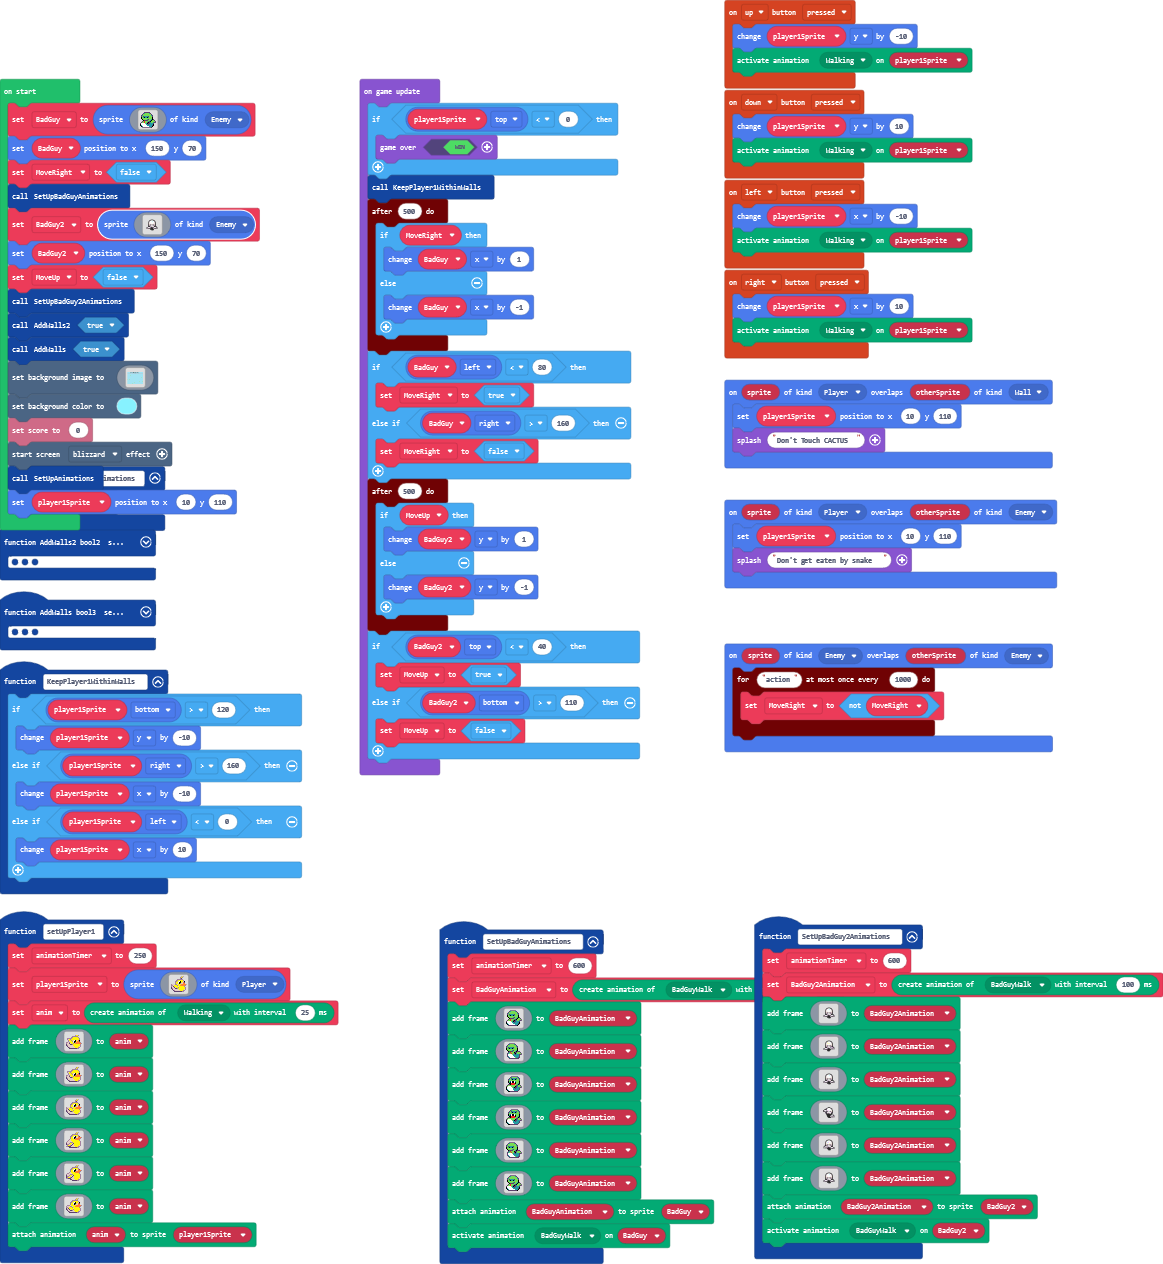 on start
set BadGuy to sprite of kind Enemy
set BadGuy position to x 150 y 70
set MoveRight to false
call SetUpBadGuyAnimations
set BadGuy2 to sprite of kind Enemy
set BadGuy2 position to x 150 y 70
set MoveUp to false
call SetUpBadGuy2Animations
call AddWalls2 true
call AddWalls true
set background image to
set background color to
set score to 0
start screen blizzard effect
call SetUpAnimations imations
set player1Sprite position to x 10 y 110
function AddWalls2 bool2 s...
function AddWalls bool3 se...
function KeepPlayer1WithinWalls
if player1Sprite bottom > 120 then
change player1Sprite y by -10
else if player1Sprite right > 160 then
change player1Sprite x by -10
else if player1Sprite left < 0 then
change player1Sprite x by 10
function setUpPlayer1
set animationTimer to 250
set player1Sprite to sprite of kind Player
set anim to create animation of Walking with interval 25 ms
add frame to anim
add frame to anim
add frame to anim
add frame to anim
add frame to anim
add frame to anim
attach animation anim to sprite player1Sprite
on game update
if player1Sprite top < 0 then
game over WIN
call KeepPlayer1WithinWalls
after 500 do
if MoveRight then
change BadGuy x by 1
else
change BadGuy x by -1
if BadGuy left < 80 then
set MoveRight to true
else if BadGuy right > 160 then
set MoveRight to false
after 500 do
if MoveUp then
change BadGuy2 y by 1
else
change BadGuy2 y by -1
if BadGuy2 top < 40 then
set MoveUp to true
else if BadGuy2 bottom > 110 then
set MoveUp to false
function SetUpBadGuyAnimations
set animationTimer to 600
set BadGuyAnimation to create animation of BadGuyWalk with
add frame to BadGuyAnimation
add frame to BadGuyAnimation
add frame to BadGuyAnimation
add frame to BadGuyAnimation
add frame to BadGuyAnimation
add frame to BadGuyAnimation
attach animation BadGuyAnimation to sprite BadGuy
activate animation BadGuyWalk on BadGuy
on up button pressed
change player1Sprite y by -10
activate animation Walking on player1Sprite
on down button pressed
change player1Sprite y by 10
activate animation Walking on player1Sprite
on left button pressed
change player1Sprite x by -10
activate animation Walking on player1Sprite
on right button pressed
change player1Sprite x by 10
activate animation Walking on player1Sprite
on sprite of kind Player overlaps otherSprite of kind Wall
set player1Sprite position to x 10 y 110
splash "Don't Touch CACTUS "
on sprite of kind Player overlaps otherSprite of kind Enemy
set player1Sprite position to x 10 y 110
splash "Don't get eaten by snake "
on sprite of kind Enemy overlaps otherSprite of kind Enemy
for "action" at most once every 1000 do
set MoveRight to not MoveRight
function SetUpBadGuy2Animations
set animationTimer to 600
set BadGuy2Animation to create animation of BadGuyWalk with interval 100 ms
add frame to BadGuy2Animation
add frame to BadGuy2Animation
add frame to BadGuy2Animation
add frame to BadGuy2Animation
add frame to BadGuy2Animation
add frame to BadGuy2Animation
attach animation BadGuy2Animation to sprite BadGuy2
activate animation BadGuyWalk on BadGuy2